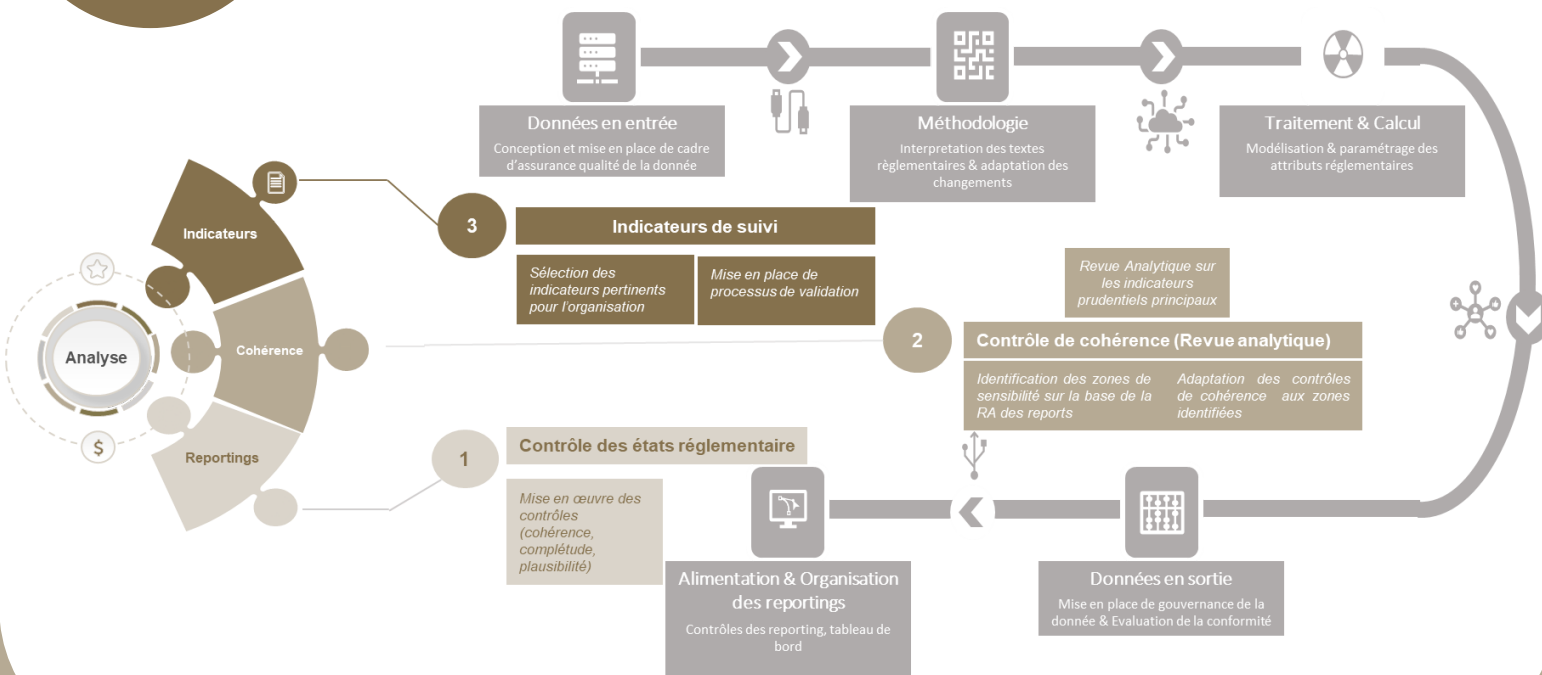 Données en entrée
Conception et mise en place de cadre
d'assurance qualité de la donnée
Méthodologie
Interpretation des textes
règlementaires & adaptation des
changements
Traitement & Calcul
Modélisation & paramétrage des
attributs réglementaires
Indicateurs
3
Indicateurs de suivi
Sélection des
indicateurs pertinents
pour l'organisation
Mise en place de
processus de validation
Revue Analytique sur
les indicateurs
prudentiels principaux
Analyse
Cohérence
2
Contrôle de cohérence (Revue analytique)
Identification des zones de
sensibilité sur la base de la
RA des reports
Adaptation des contrôles
de cohérence aux zones
identifiées
$
Reportings
1
Contrôle des états réglementaire
Mise en œuvre des
contrôles
(cohérence,
complétude,
plausibilité)
Alimentation & Organisation
des reportings
Contrôles des reporting, tableau de
bord
Données en sortie
Mise en place de gouvernance de la
donnée & Evaluation de la conformité